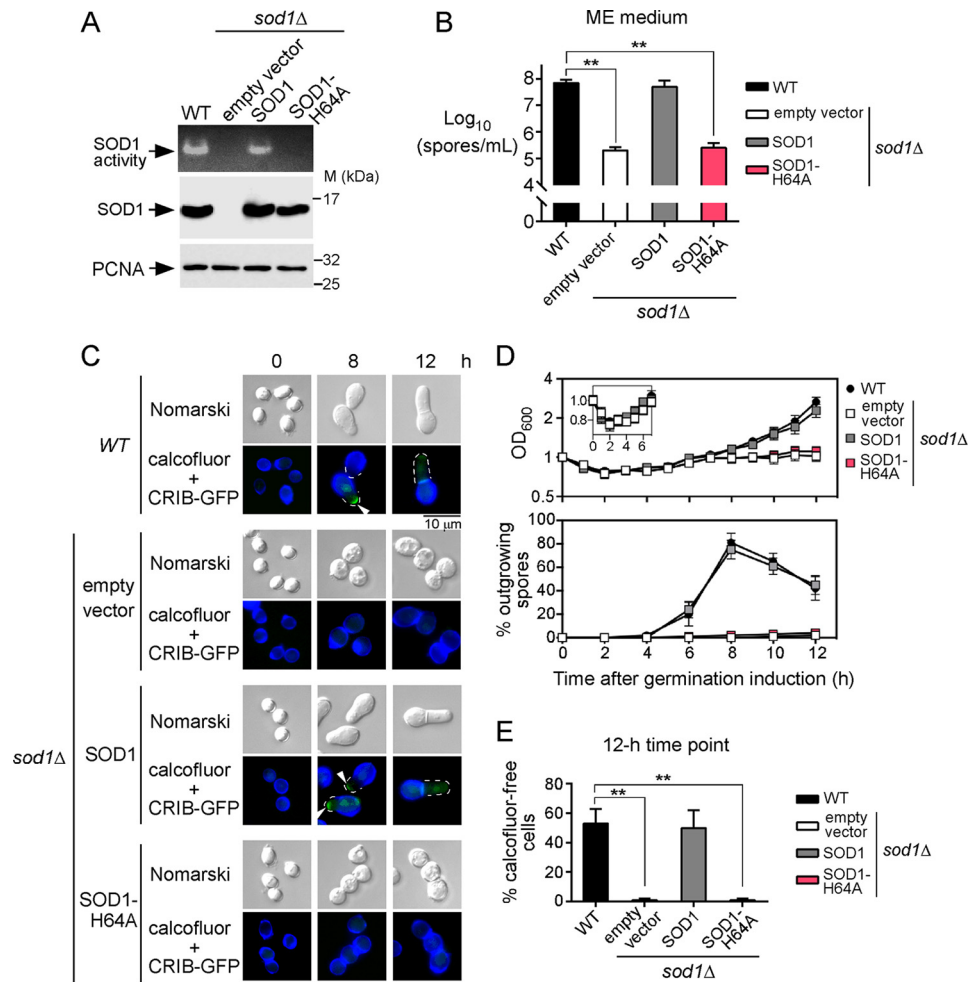 A
sod1Δ
WT
empty vector
SOD1
SOD1-
H64A
SOD1
activity
M (kDa)
SOD1
17
PCNA
32
25
B
ME medium
**
**
Log10
(spores/mL)
8
7
6
5
4
4
0
WT
empty vector
SOD1
SOD1-
H64A
sod1Δ
WT
empty
vector
SOD1
SOD1-
H64A
sod1Δ
C
0 8 12 h
WT
Nomarski
calcofluor
+
CRIB-GFP
10 μm
sod1Δ
empty
vector
Nomarski
calcofluor
+
CRIB-GFP
SOD1
Nomarski
calcofluor
+
CRIB-GFP
SOD1-
H64A
Nomarski
calcofluor
+
CRIB-GFP
D
OD600
4
2
1
0.5
1.0
0.8
0 2 4 6
WT
empty
vector
SOD1
SOD1-
H64A
sod1Δ
% outgrowing
spores
100
80
60
40
20
0
0 2 4 6 8 10 12
Time after germination induction (h)
E
12-h time point
**
**
% calcofluor-free
cells
80
60
40
20
0
WT
empty
vector
SOD1
SOD1-
H64A
sod1Δ
WT
empty
vector
SOD1
SOD1-
H64A
sod1Δ